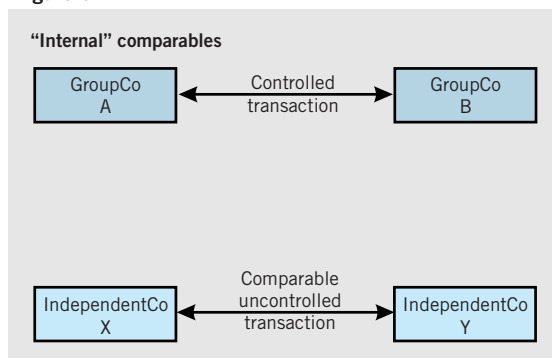 “Internal” comparables
GroupCo
A
Controlled
transaction
GroupCo
B
IndependentCo
X
Comparable
uncontrolled
transaction
IndependentCo
Y